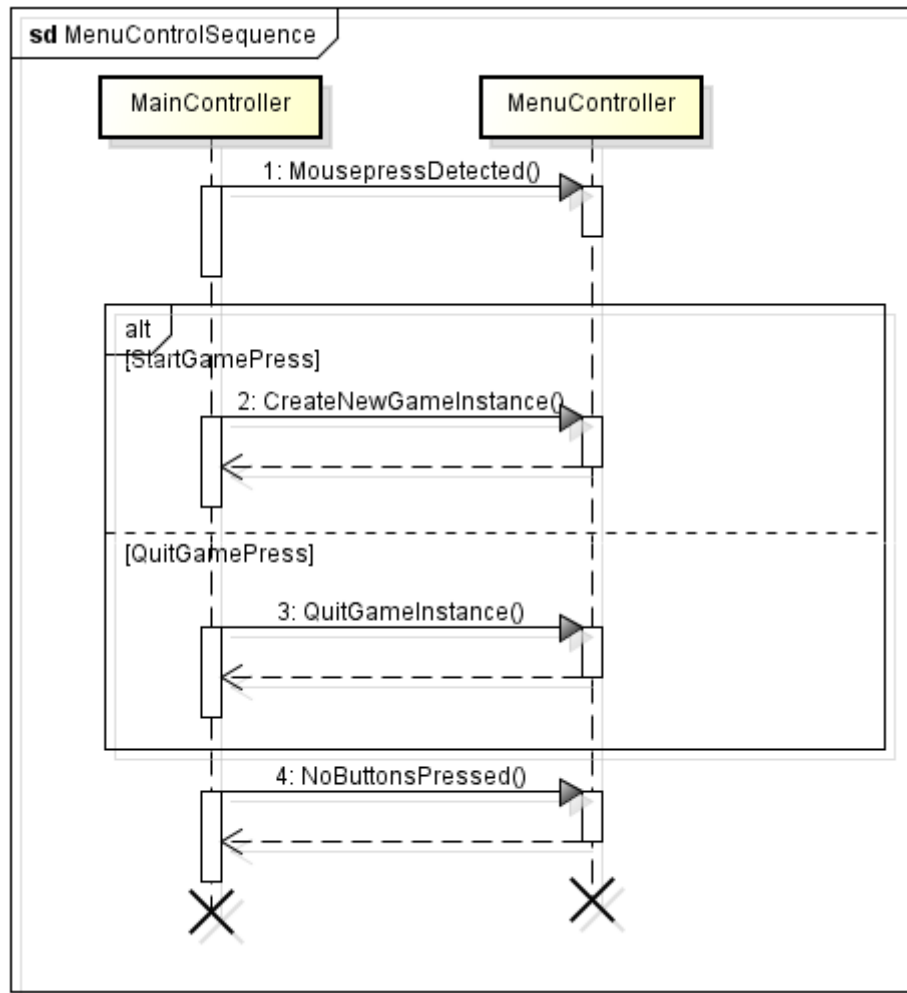 sd MenuControlSequence
MainController
MenuController
1: MousepressDetected()
alt
[StartGamePress]
2: CreateNewGameInstance()
[QuitGamePress]
3: QuitGameInstance()
4: NoButtonsPressed()